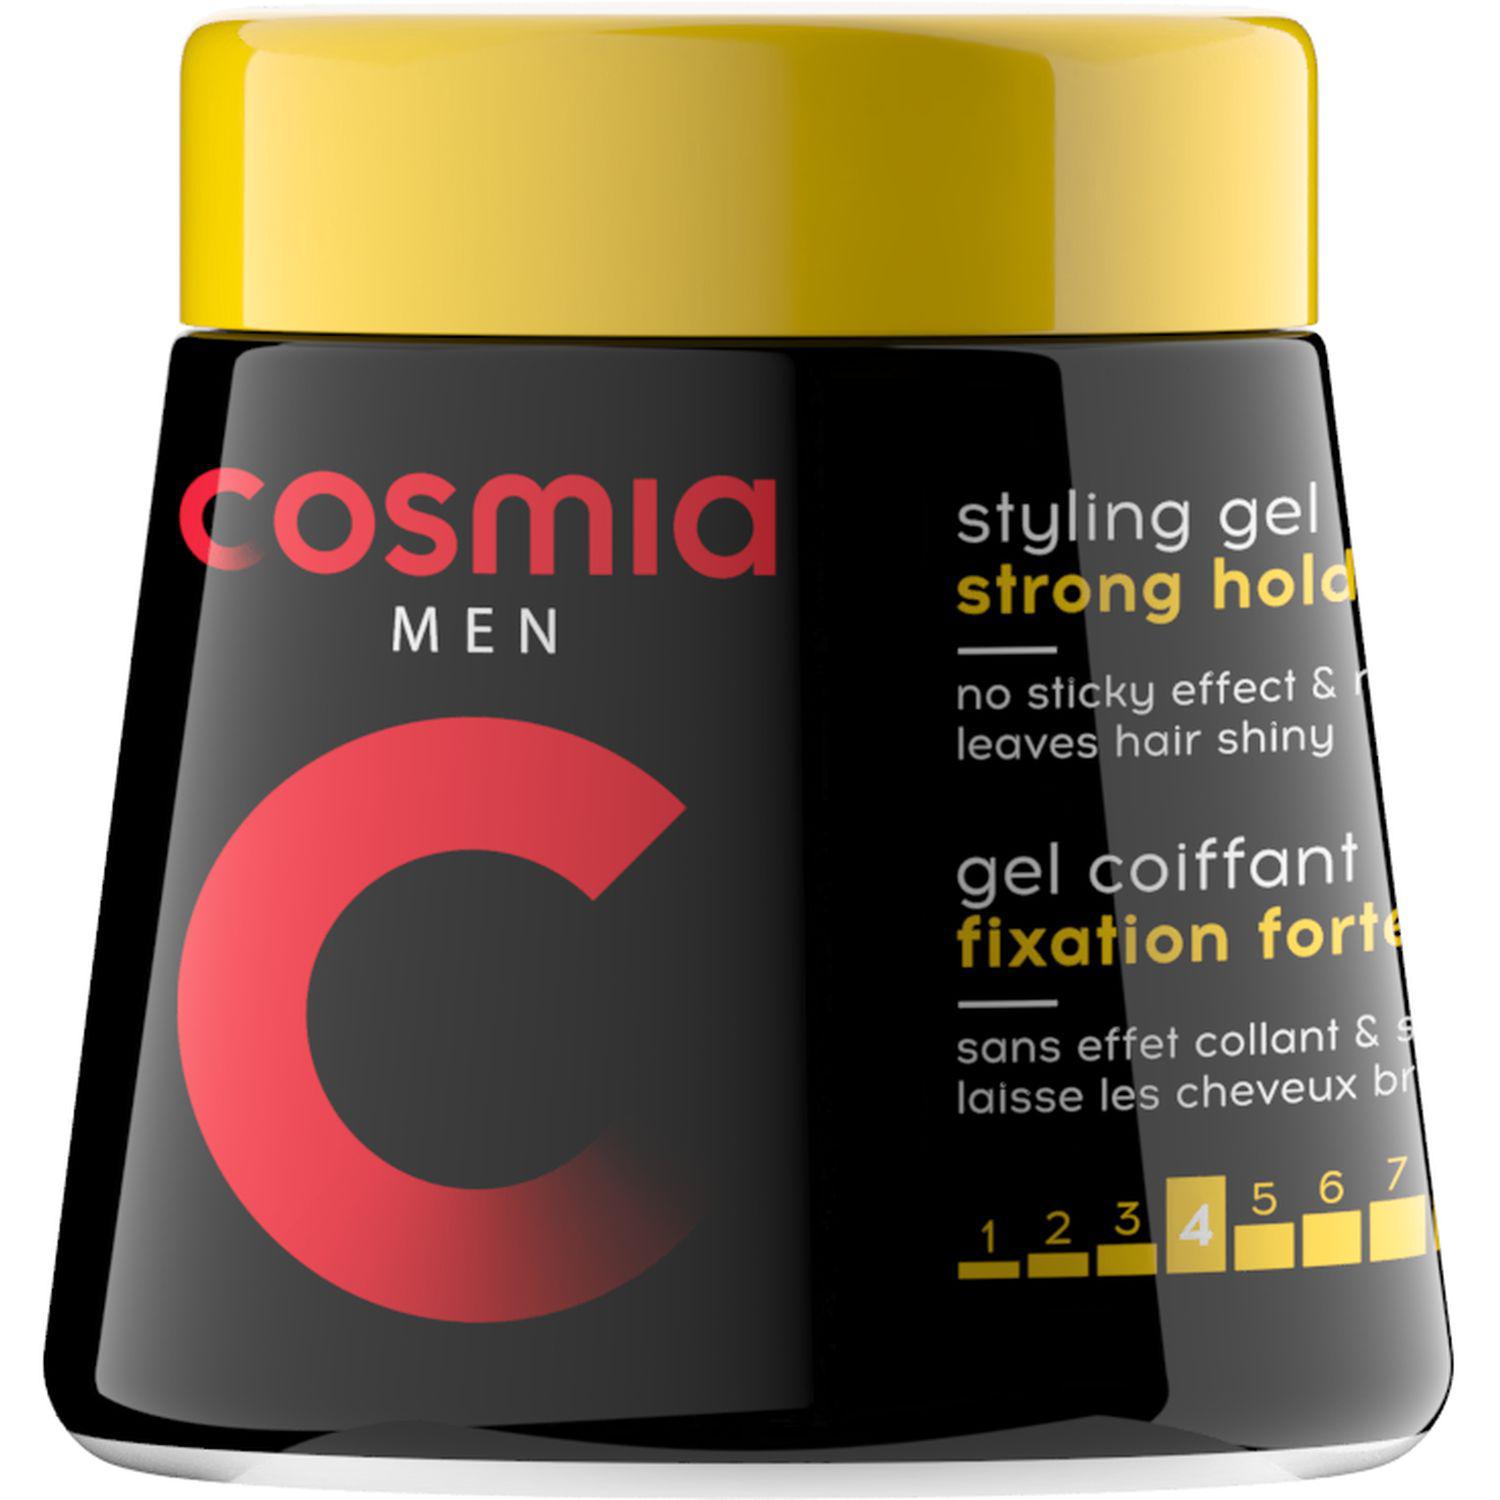 cosmia
MEN
styling gel
strong hold
no sticky effect &
leaves hair shiny
gel coiffant
fixation forte
sans effet collant &
laisse les cheveux
1 2 3 4 5 6 7